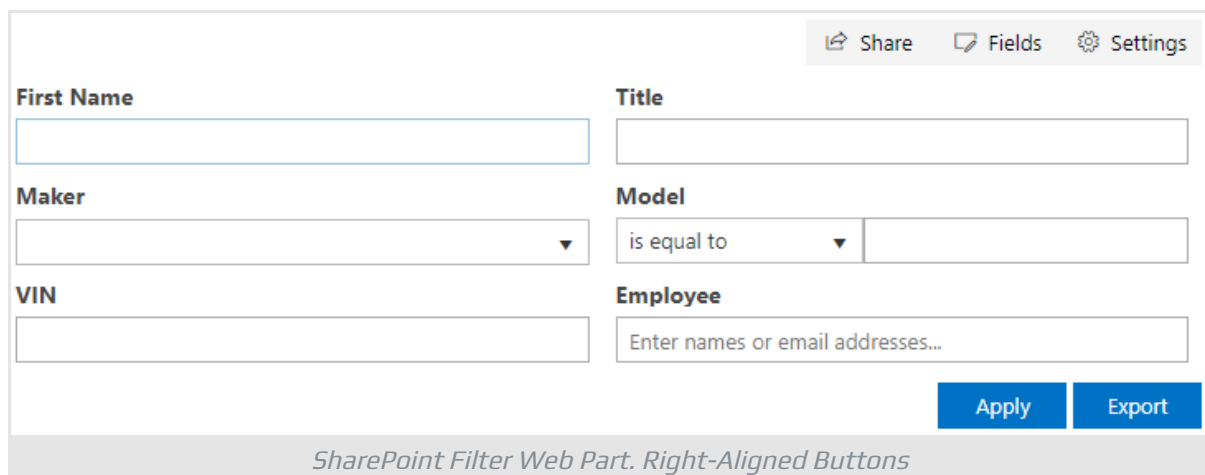 Share Fields Settings
First Name Title
Maker Model
is equal to
VIN Employee
Enter names or email addresses...
Apply Export
SharePoint Filter Web Part. Right-Aligned Buttons